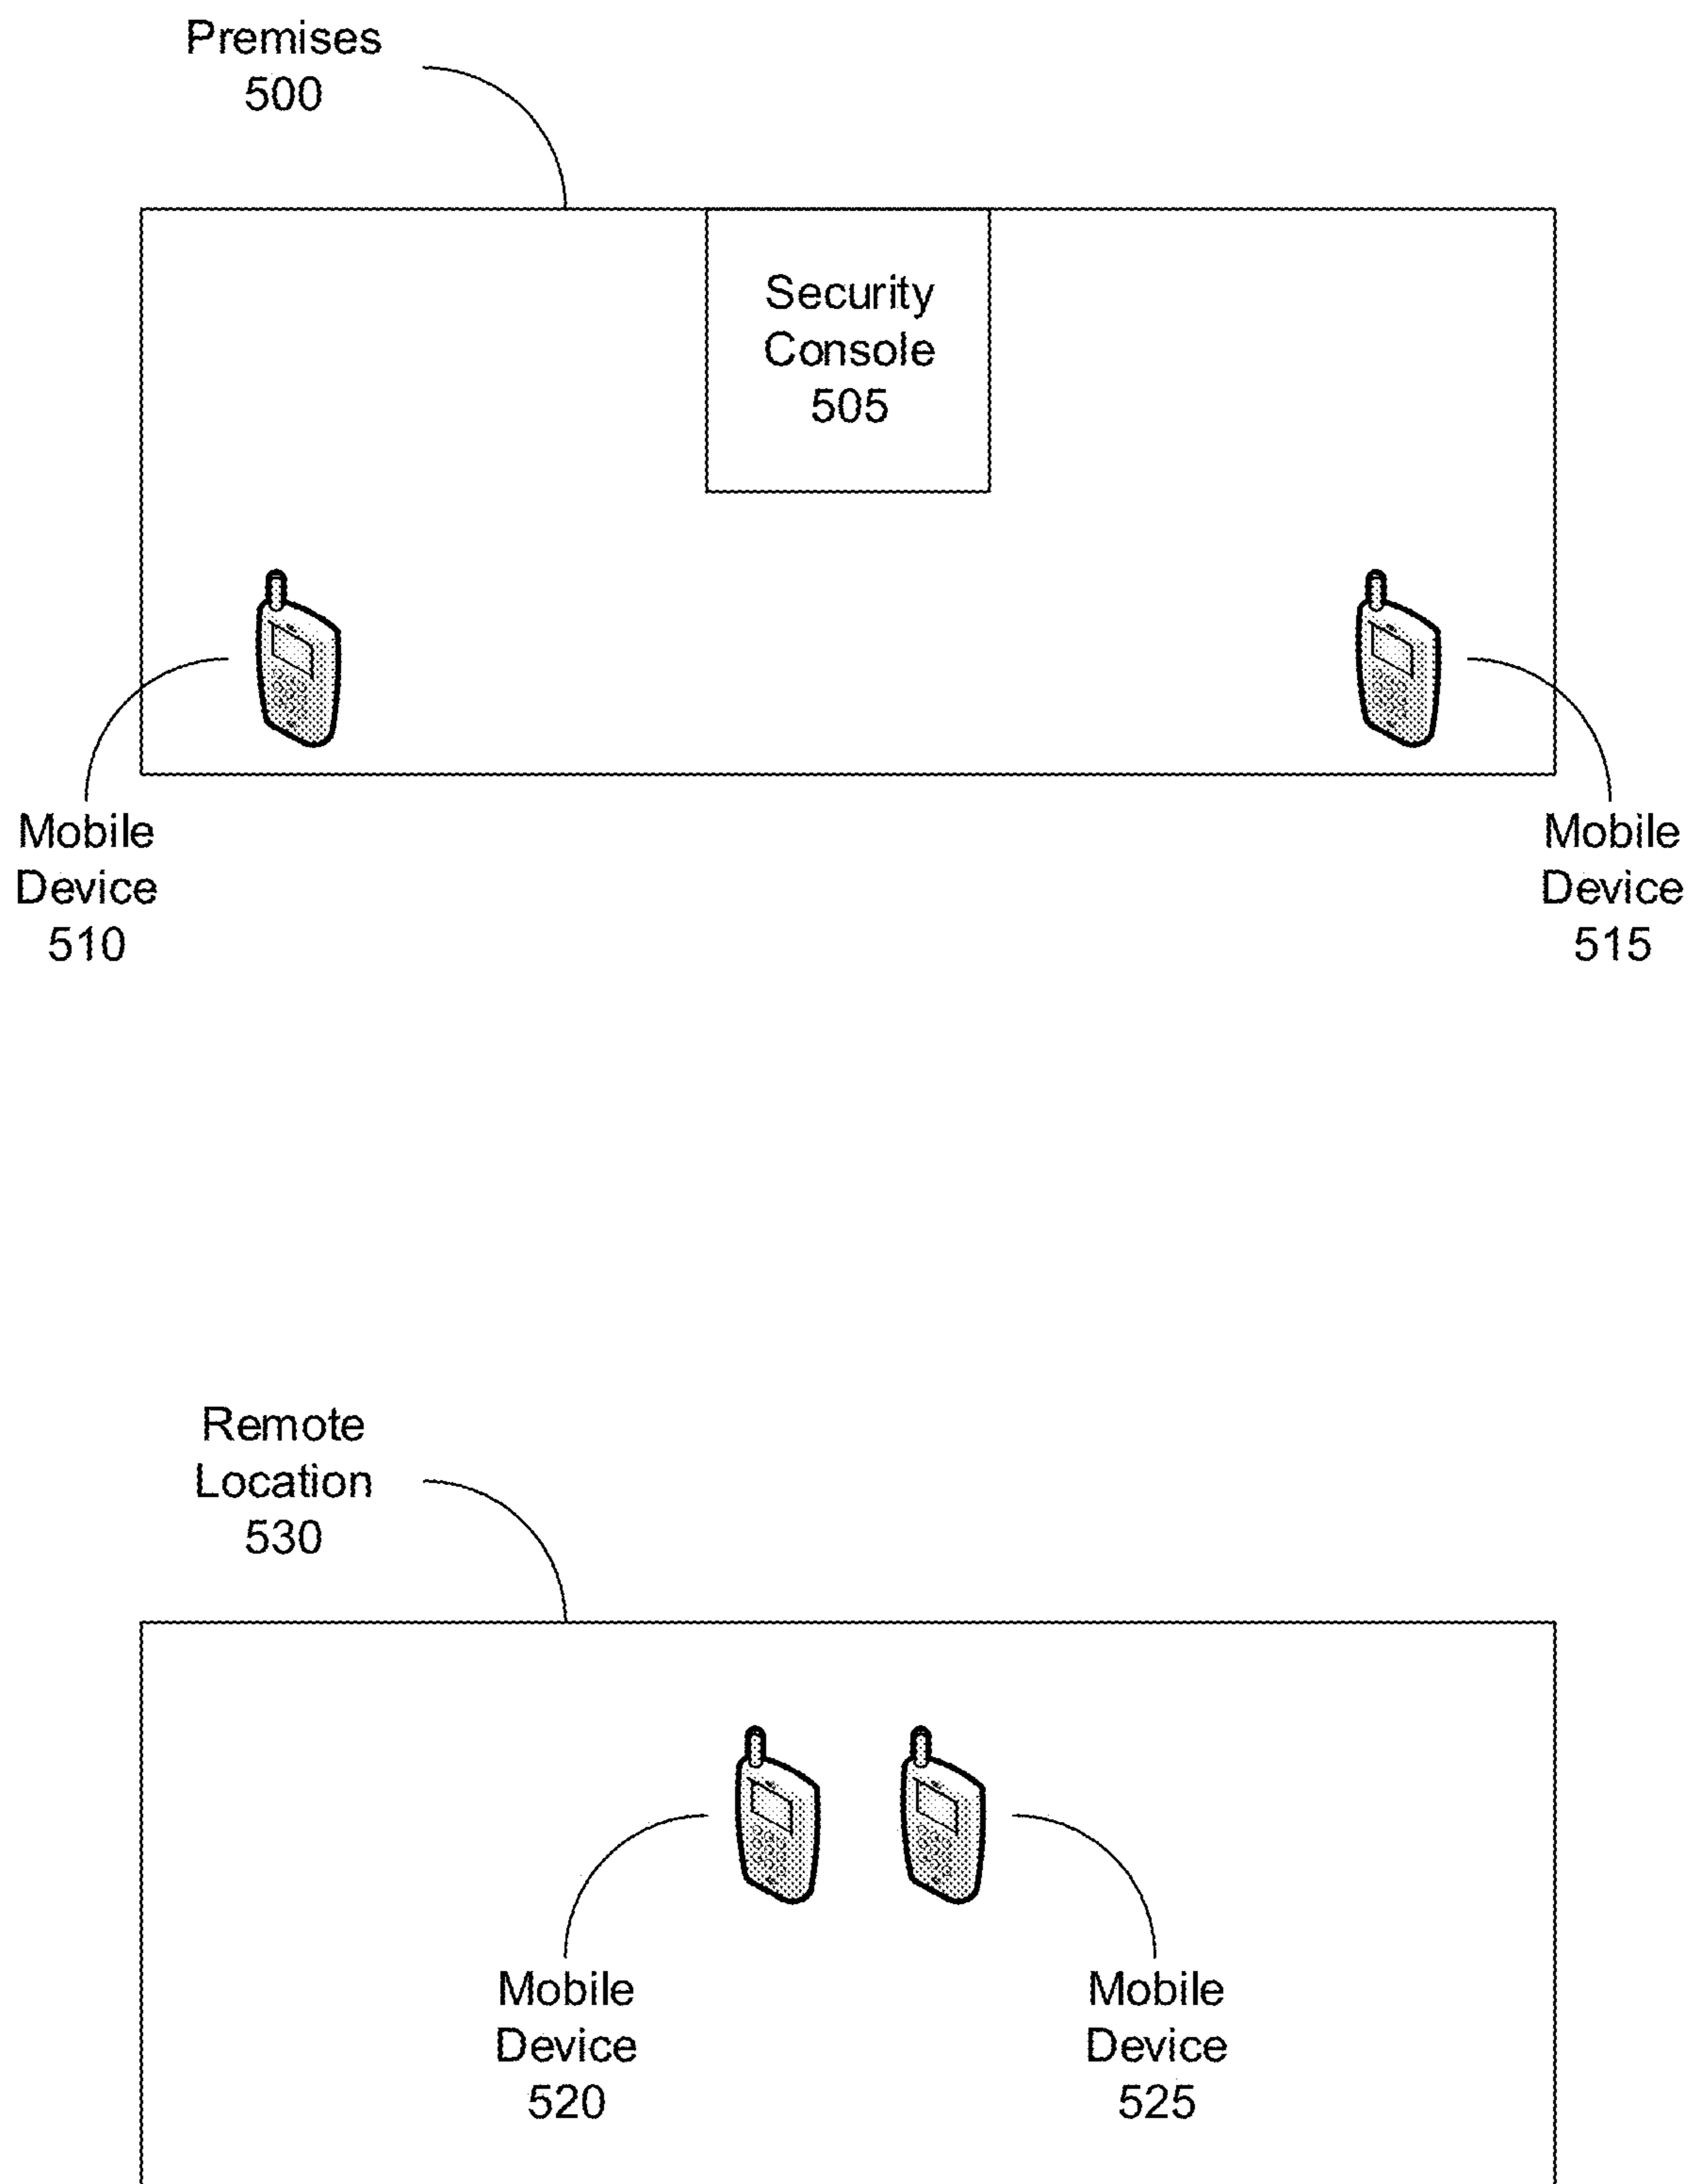 Premises
500
Security
Console
505
Mobile
Device
510
Mobile
Device
515
Remote
Location
530
Mobile
Device
520
Mobile
Device
525